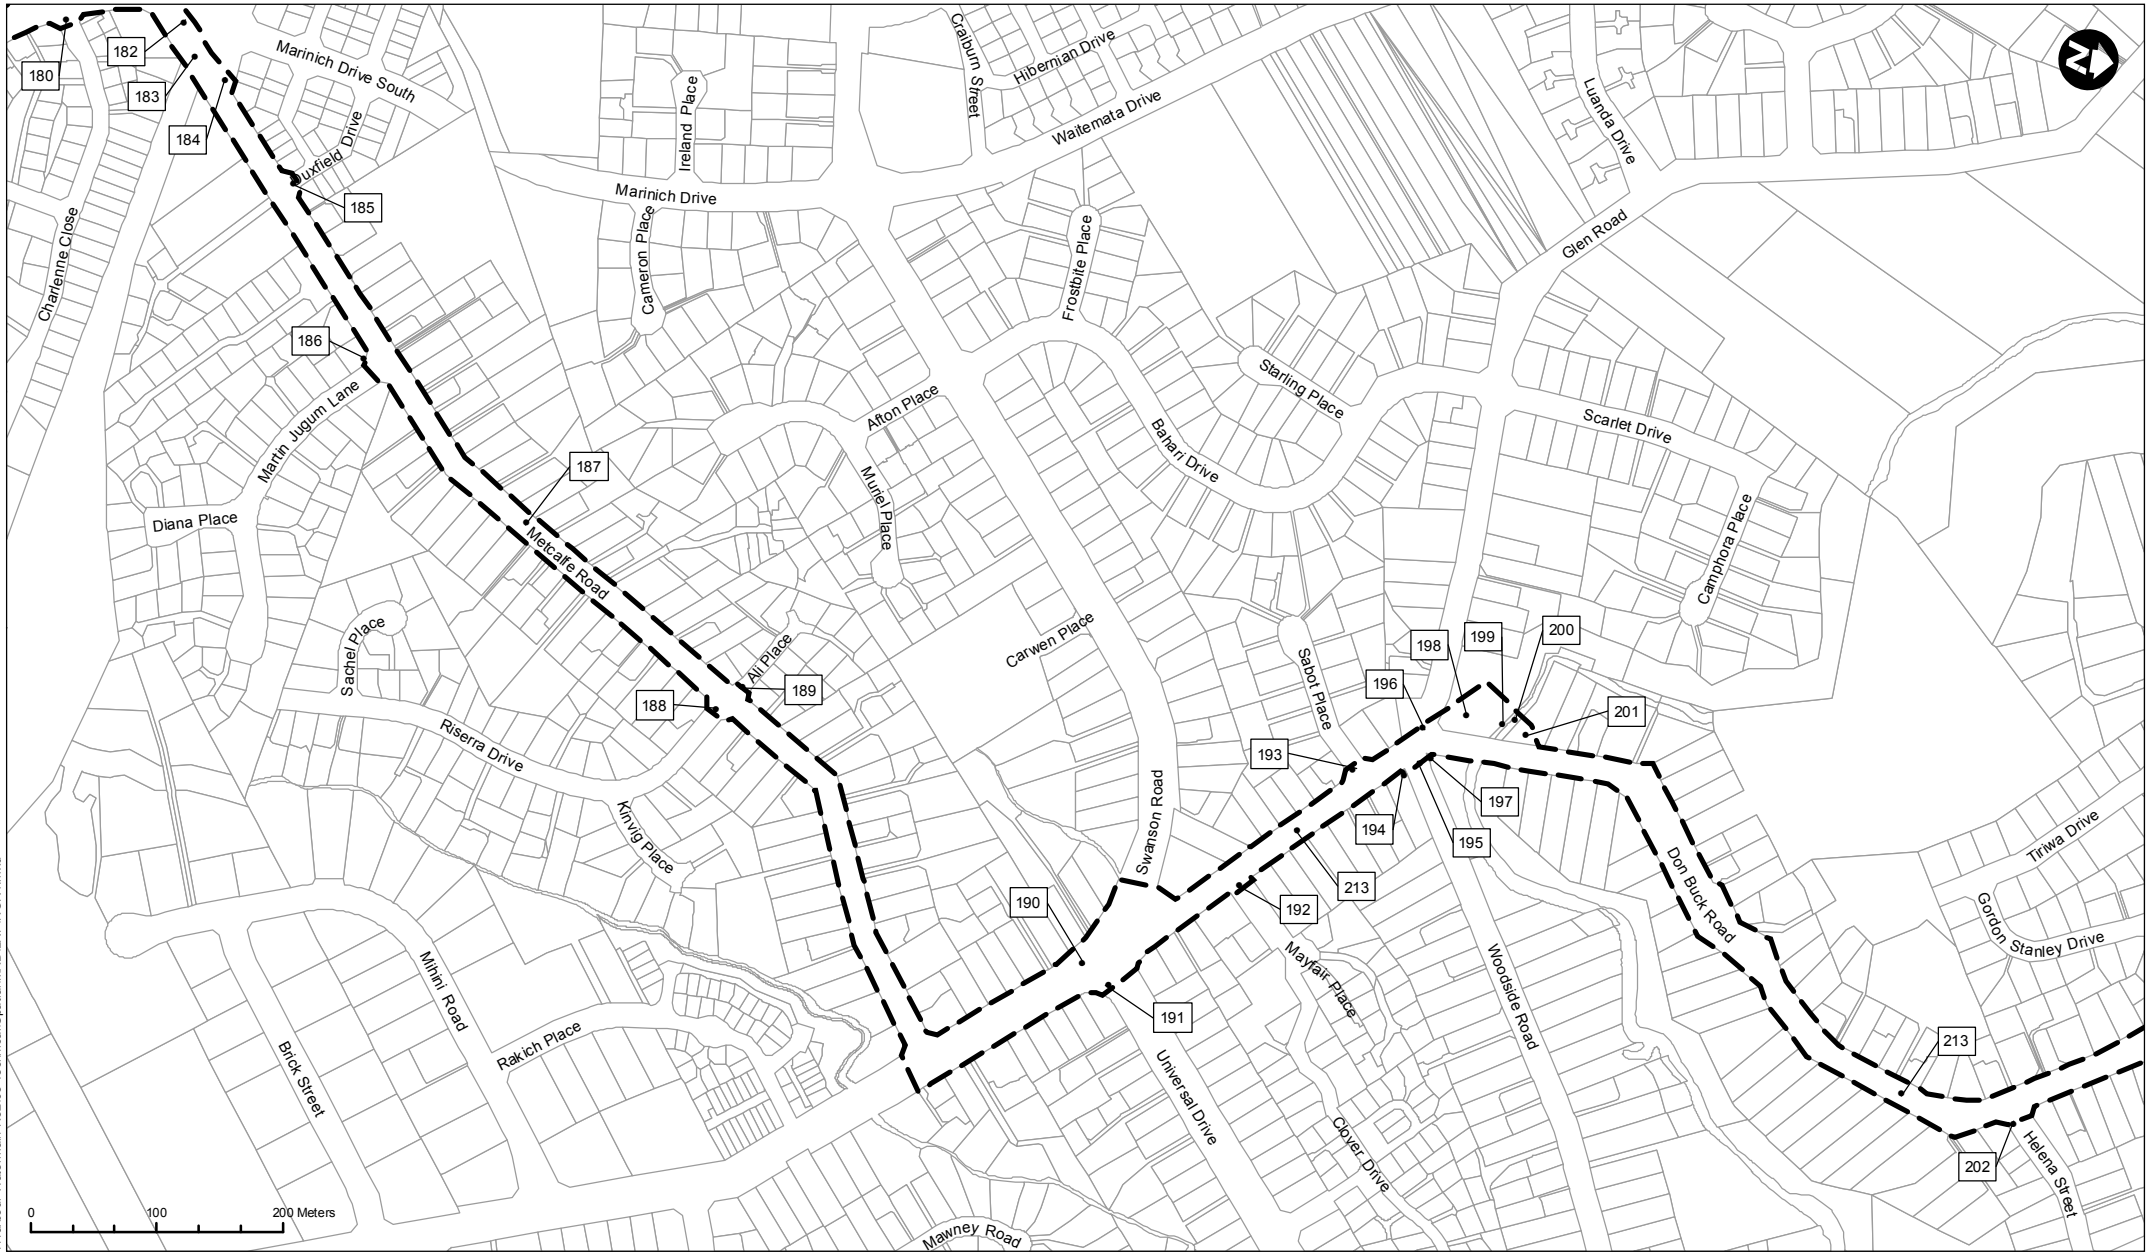 180
182
183
184
185
Marinich Drive South
Duxfield Drive
Charlenne Close
Ireland Place
Marinich Drive
Cameron Place
Craiburn Street
Hibernian Drive
Waitemata Drive
Luanda Drive
N
Glen Road
Frostbite Place
186
Martin Jugum Lane
Diana Place
187
Metcalfe Road
Afton Place
Muriel Place
Starling Place
Bahari Drive
Scarlet Drive
Camphora Place
Sachel Place
Riserra Drive
Kinvig Place
188
Ali Place
189
Carwen Place
Sabot Place
Swanson Road
198
199
200
196
201
193
197
194
195
213
192
190
191
Don Buck Road
Tiriwa Drive
Gordon Stanley Drive
Mihini Road
Rakich Place
Brick Street
Mayfair Place
Woodside Road
Universal Drive
Clover Drive
213
202
Helena Street
Mawney Road
0 100 200 Meters